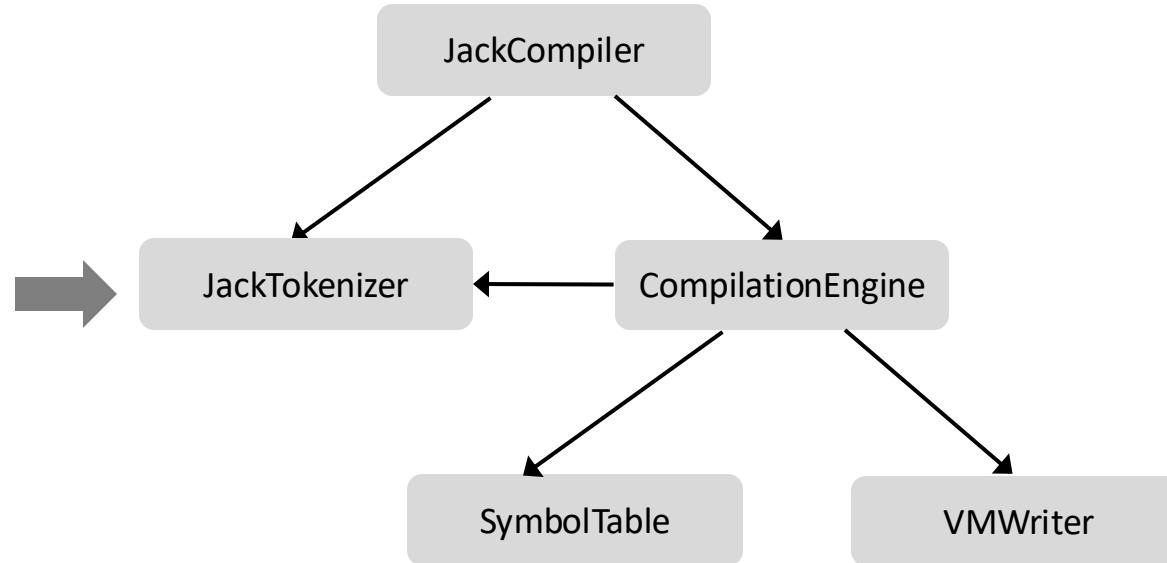 JackCompiler
JackTokenizer
CompilationEngine
SymbolTable
VMWriter